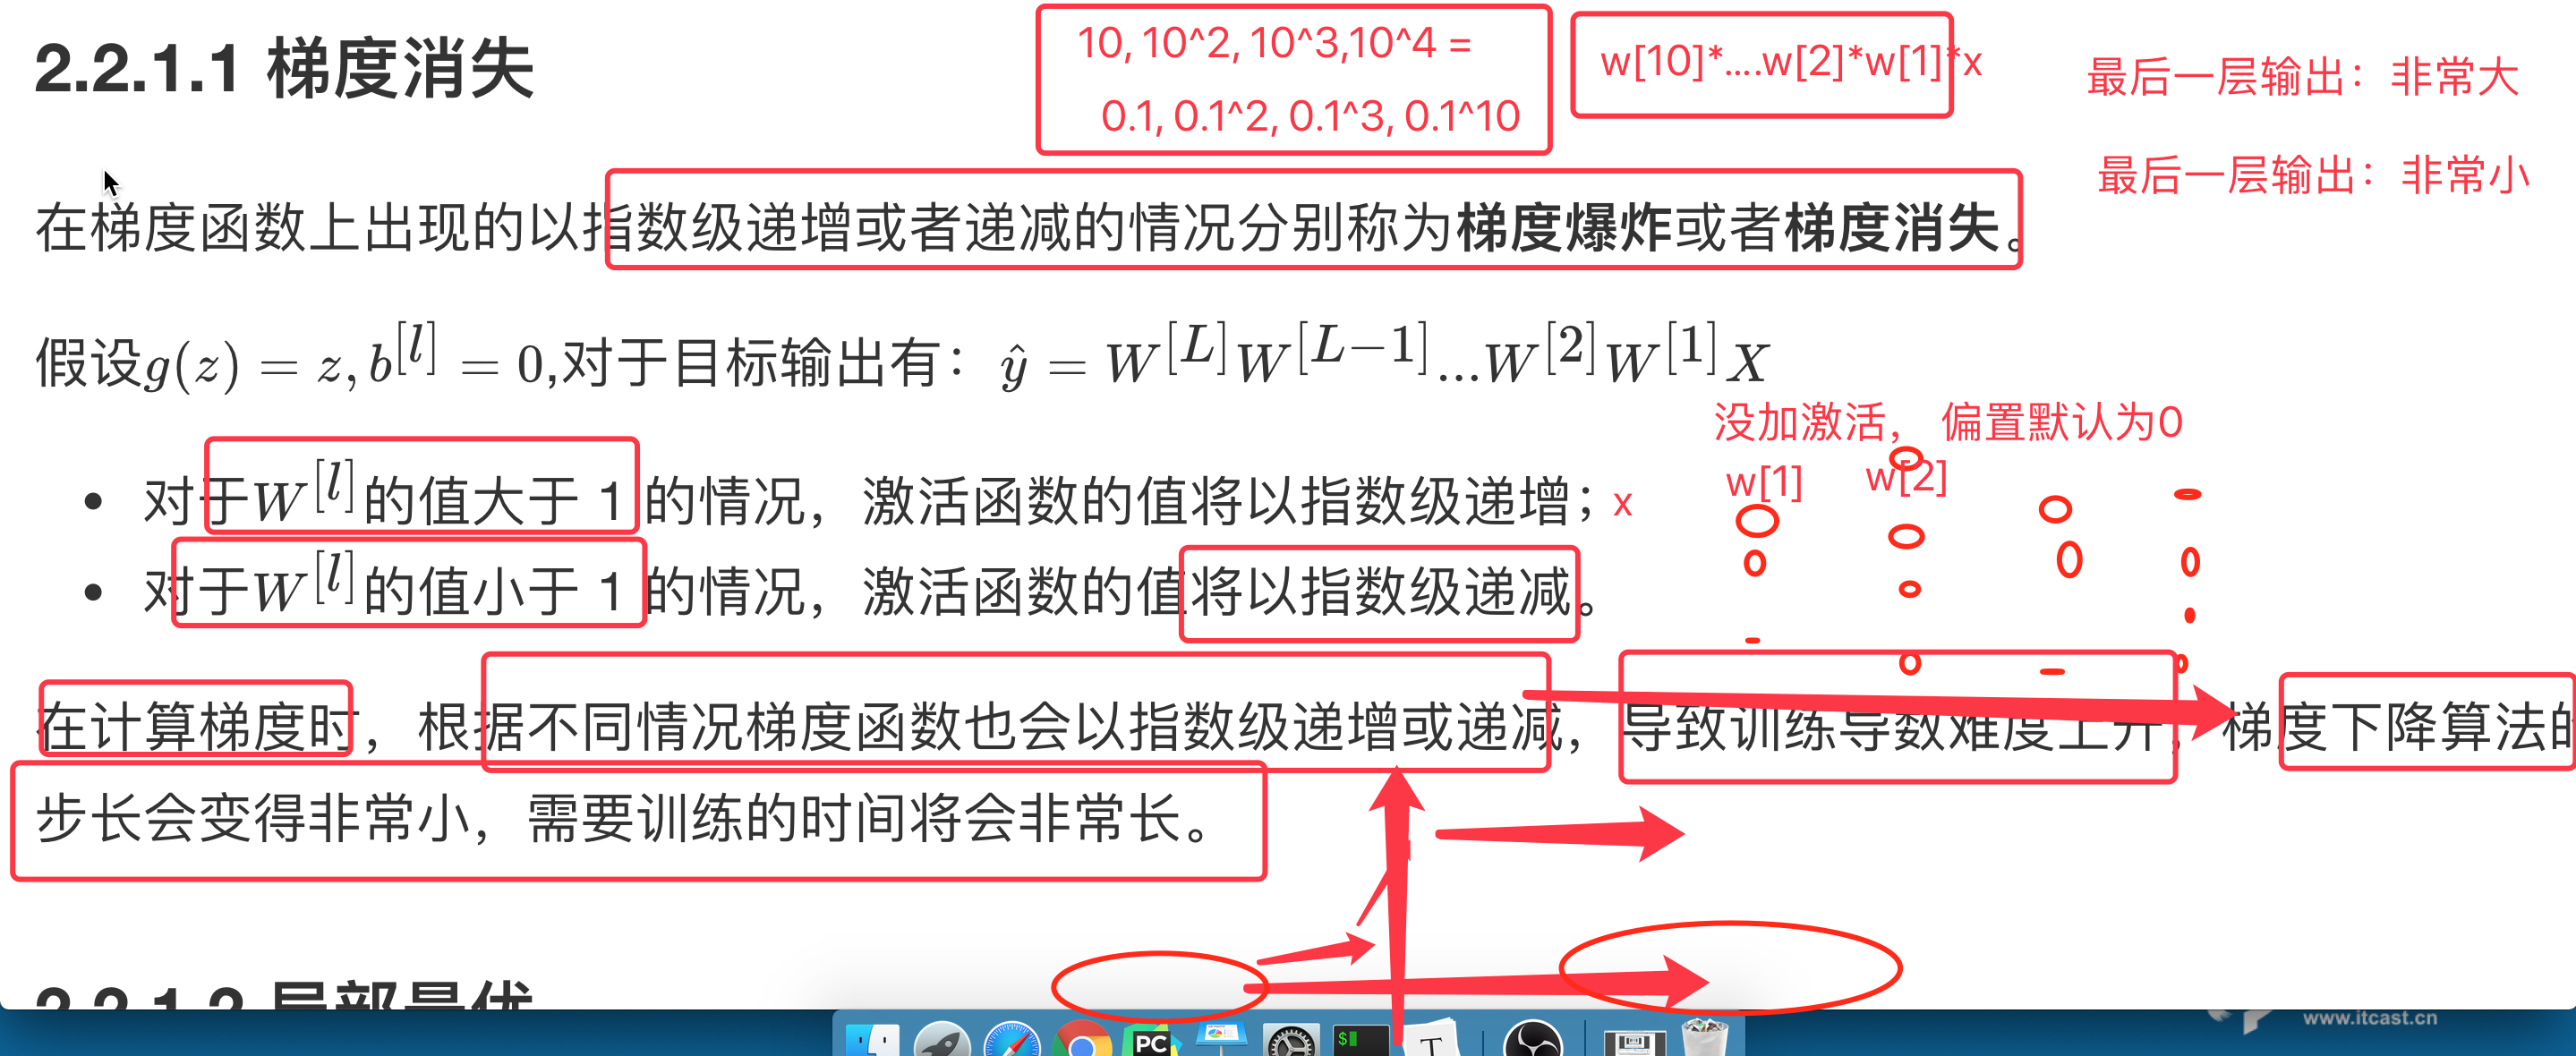 2.2.1.1 梯度消失
10, 10^2, 10^3,10^4 =
0.1, 0.1^2, 0.1^3, 0.1^10
w[10]*....w[2]*w[1]*x
最后一层输出：非常大
最后一层输出：非常小
在梯度函数上出现的以指数级递增或者递减的情况分别称为梯度爆炸或者梯度消失。
假设g(z) = z, b^[l] = 0,对于目标输出有：ŷ = W^[L]W^[L−1]...W^[2]W^[1]X
没加激活， 偏置默认为0
w[1]
w[2]
• 对于W^[l]的值大于 1 的情况，激活函数的值将以指数级递增；
x
• 对于W^[l]的值小于 1 的情况，激活函数的值将以指数级递减。
在计算梯度时，根据不同情况梯度函数也会以指数级递增或递减，导致训练导数难度上升，梯度下降算法的
步长会变得非常小，需要训练的时间将会非常长。
2.2.1.2 局部最优
PC
$
T
www.itcast.cn